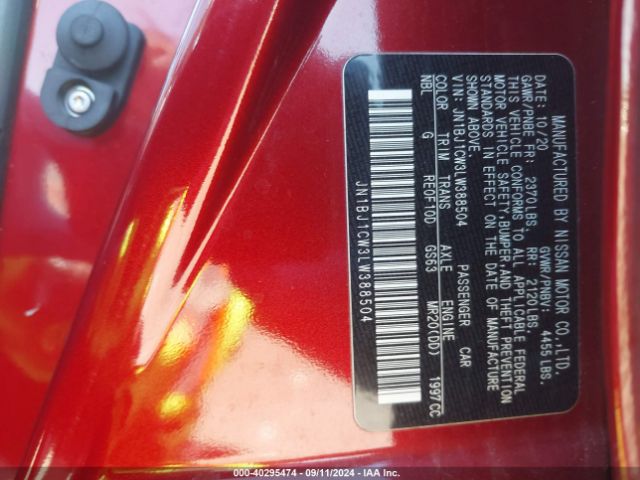 MANUFACTURED BY NISSAN MOTOR CO.,LTD.
DATE: 10/20 GVWR/PNBV: 4455LBS.
GAWR/PNBE FR: 2370LBS. RR: 2120LBS.
THIS VEHICLE CONFORMS TO ALL APPLICABLE FEDERAL
MOTOR VEHICLE SAFETY, BUMPER, AND THEFT PREVENTION
STANDARDS IN EFFECT ON THE DATE OF MANUFACTURE
SHOWN ABOVE.
VIN: JN1BJ1CW3LW388504 PASSENGER CAR
COLOR TRIM TRANS AXLE ENGINE
NBL G RE0F10D GS63 MR20(DD) 1997CC
JN1BJ1CW3LW388504
000-40295474 - 09/11/2024 - IAA Inc.